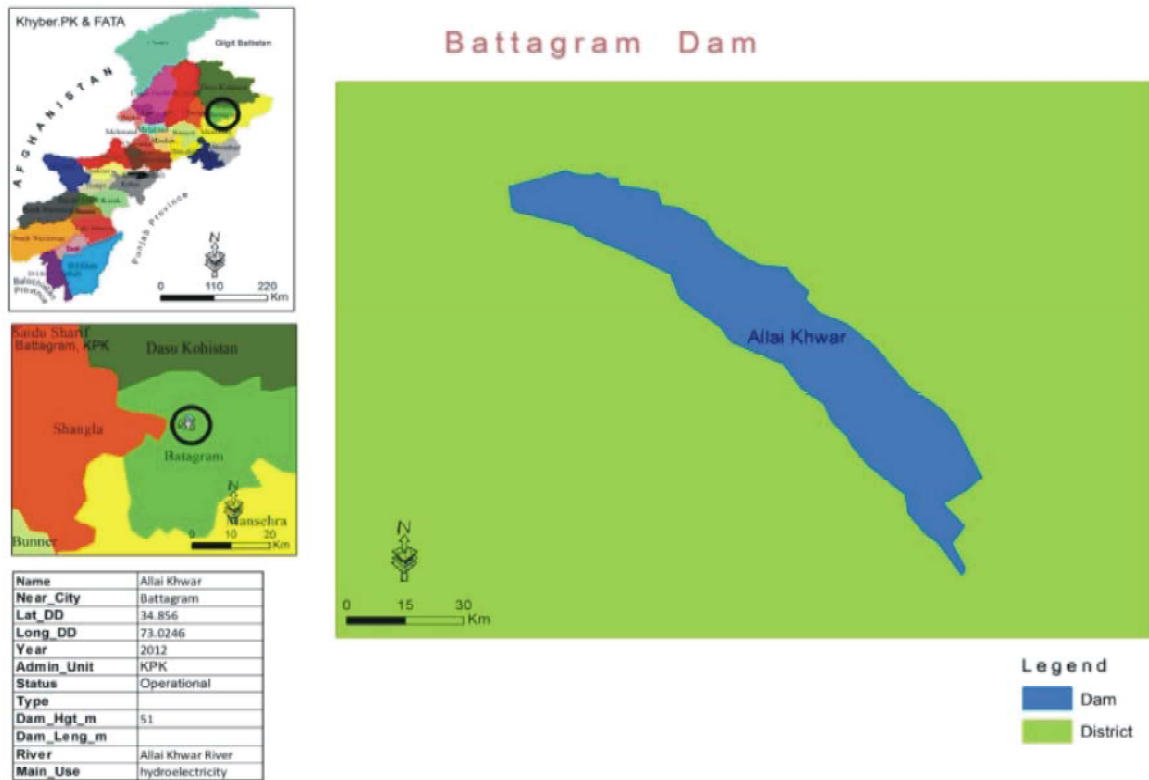 Khyber.PK & FATA
Gilgit Baltistan
AFGHANISTAN
Dasu Kohistan
Punjab Province
N
0 110 220
Km
Battagram Dam
Allai Khwar
N
0 15 30
Km
Saidu Sharif
Battagram, KPK
Dasu Kohistan
Shangla
Batagram
N
Mansehra
0 10 20
Km
Bunner
Name Allai Khwar
Near_City Battagram
Lat_DD 34.856
Long_DD 73.0246
Year 2012
Admin_Unit KPK
Status Operational
Type
Dam_Hgt_m 51
Dam_Leng_m
River Allai Khwar River
Main_Use hydroelectricity
Legend
Dam
District